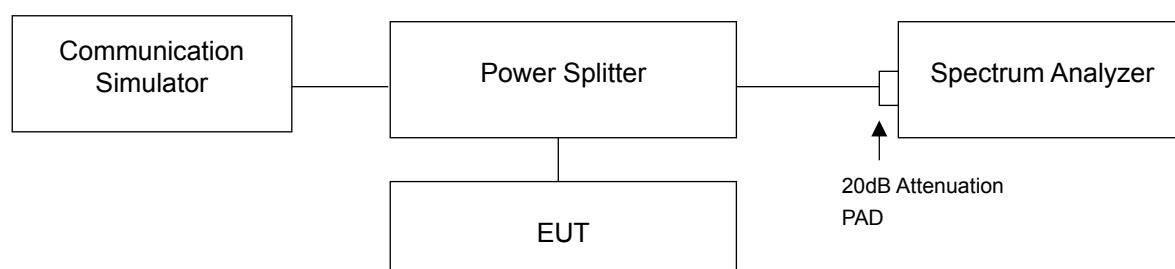 Communication
Simulator
Power Splitter
Spectrum Analyzer
20dB Attenuation
PAD
EUT